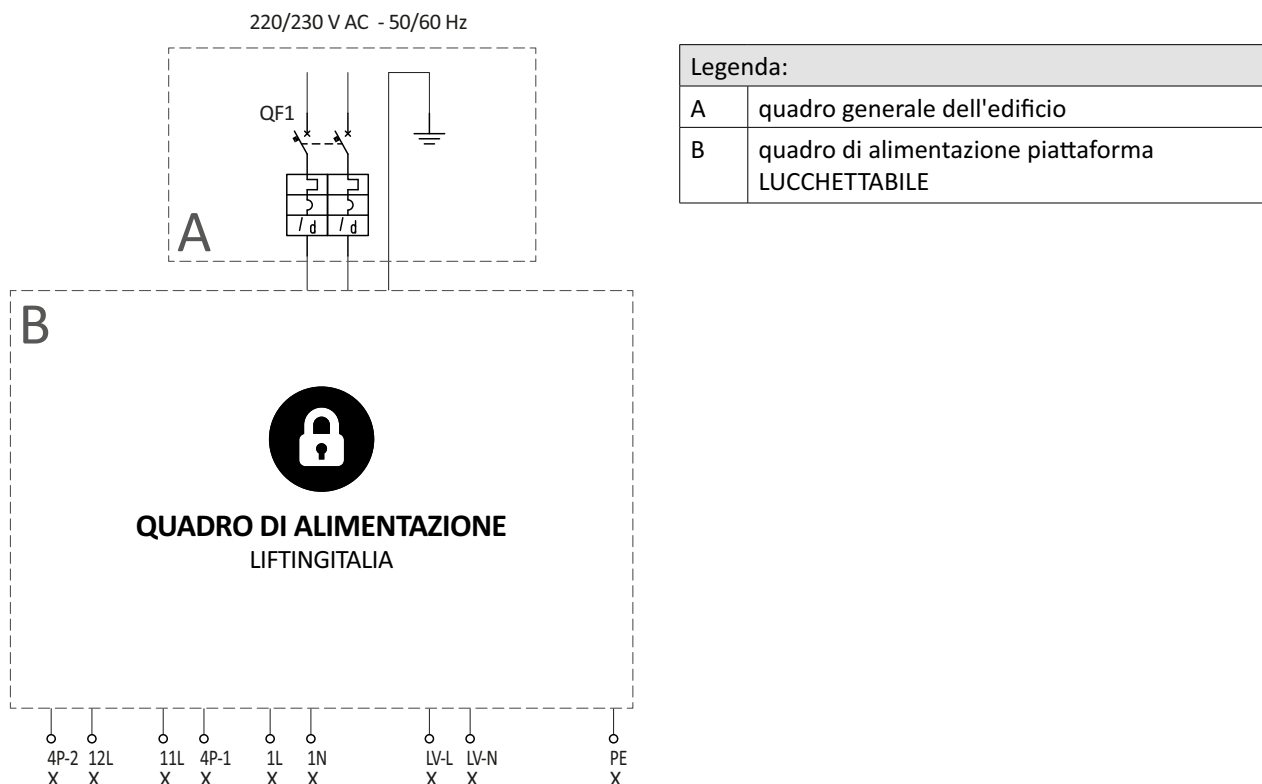 220/230 V AC - 50/60 Hz
QF1
/ d / d
A
Legenda:
A quadro generale dell'edificio
B quadro di alimentazione piattaforma
LUCCHETTABILE
B
QUADRO DI ALIMENTAZIONE
LIFTINGITALIA
4P-2 12L 11L 4P-1 1L 1N LV-L LV-N PE
X X X X X X X X X